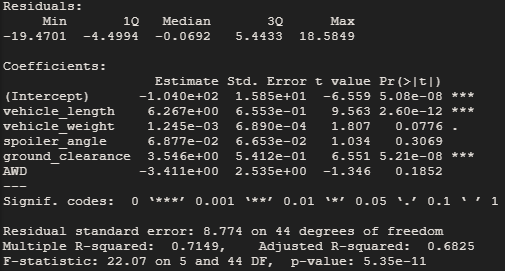 Residuals:
     Min       1Q   Median       3Q      Max
-19.4701  -4.4994  -0.0692   5.4433  18.5849

Coefficients:
                   Estimate Std. Error t value Pr(>|t|)
(Intercept)      -1.040e+02  1.585e+01  -6.559 5.08e-08 ***
vehicle_length    6.267e+00  6.553e-01   9.563 2.60e-12 ***
vehicle_weight    1.245e-03  6.890e-04   1.807   0.0776 .
spoiler_angle     6.877e-02  6.653e-02   1.034   0.3069
ground_clearance  3.546e+00  5.412e-01   6.551 5.21e-08 ***
AWD              -3.411e+00  2.535e+00  -1.346   0.1852
---
Signif. codes:  0 ‘***’ 0.001 ‘**’ 0.01 ‘*’ 0.05 ‘.’ 0.1 ‘ ’ 1

Residual standard error: 8.774 on 44 degrees of freedom
Multiple R-squared:  0.7149,    Adjusted R-squared:  0.6825
F-statistic: 22.07 on 5 and 44 DF,  p-value: 5.35e-11